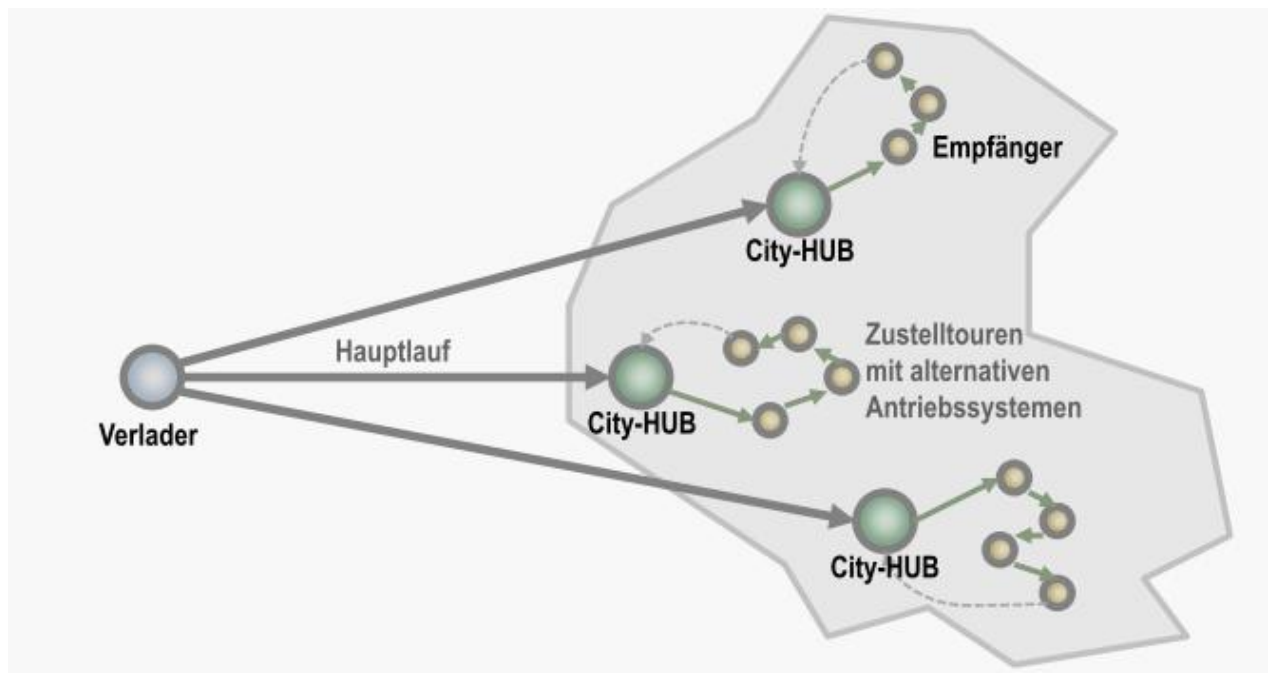 Empfänger
City-HUB
Hauptlauf
Zustelltouren
mit alternativen
Antriebssystemen
City-HUB
Verlader
City-HUB